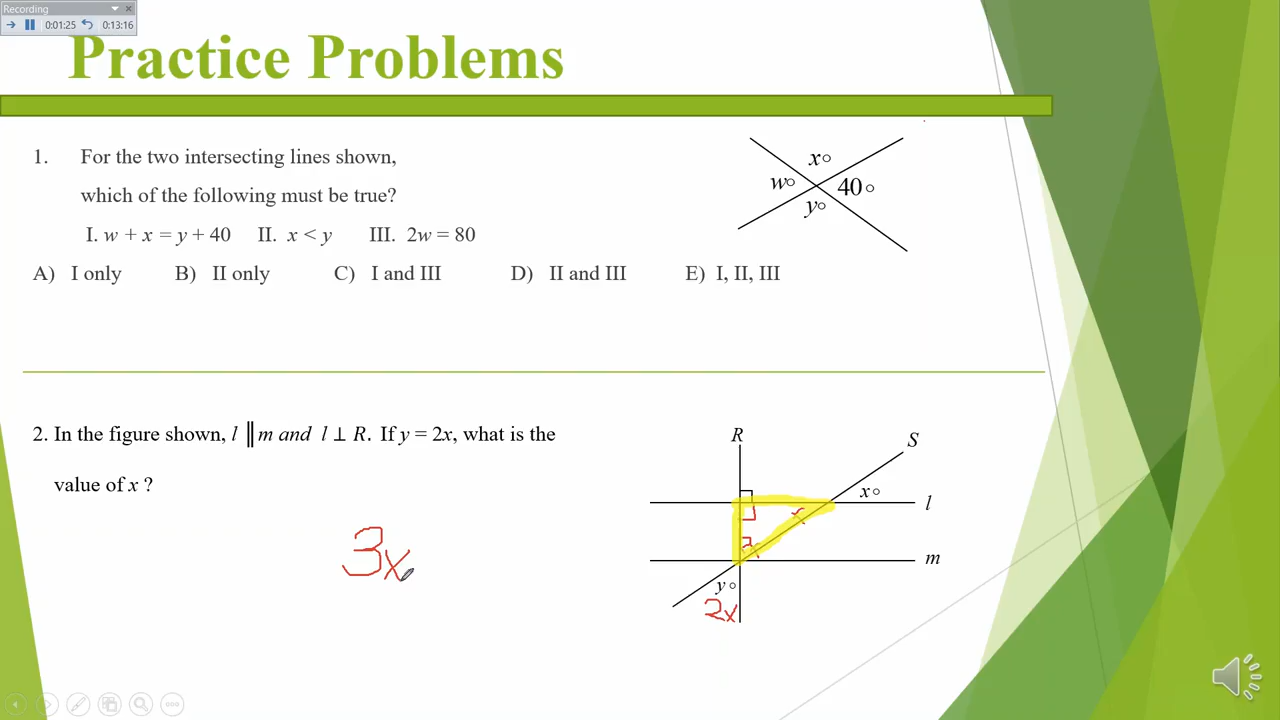 Recording
0:01:25 0:13:16
Practice Problems
1. For the two intersecting lines shown,
which of the following must be true?
I. w + x = y + 40 II. x < y III. 2w = 80
A) I only B) II only C) I and III D) II and III E) I, II, III
x°
w° 40°
y°
2. In the figure shown, l ∥ m and l ⊥ R. If y = 2x, what is the
value of x ?
3x
R
S
x°
l
x
2x
m
y°
2x